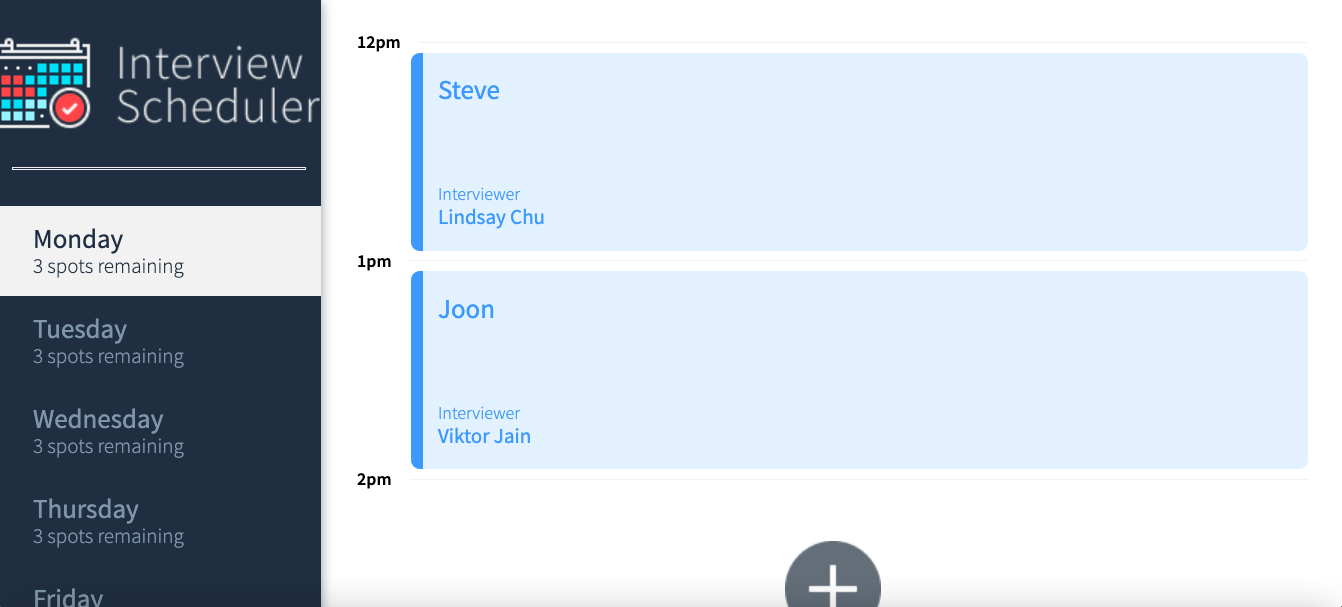 Interview
Scheduler
Monday
3 spots remaining
Tuesday
3 spots remaining
Wednesday
3 spots remaining
Thursday
3 spots remaining
Friday
12pm
Steve
Interviewer
Lindsay Chu
1pm
Joon
Interviewer
Viktor Jain
2pm